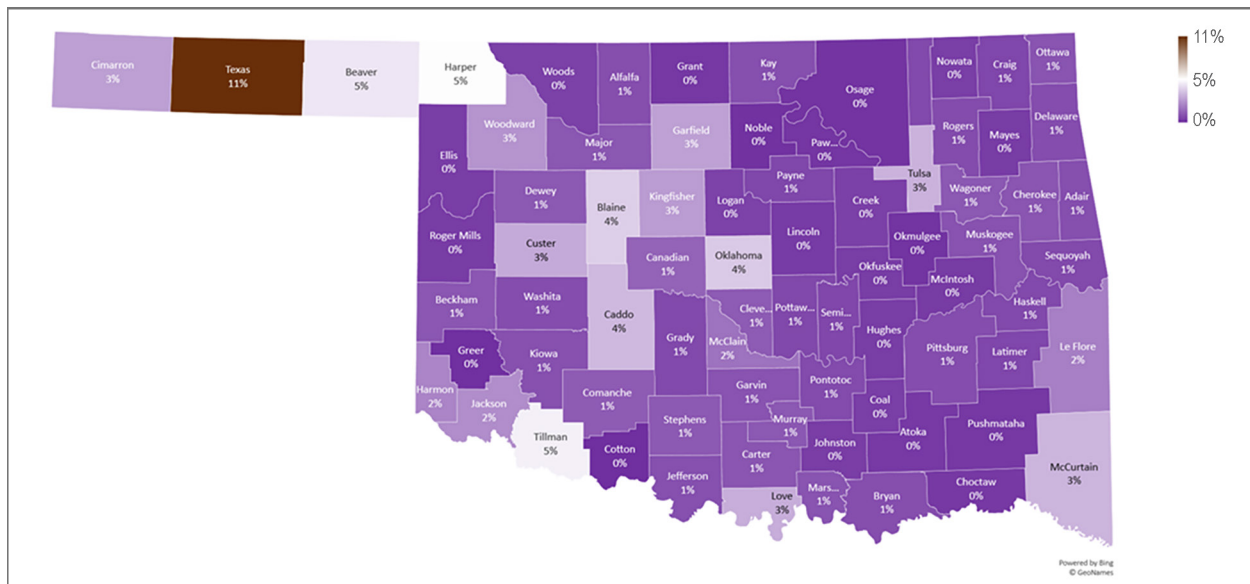 Cimarron
3%
Texas
11%
Beaver
5%
Harper
5%
Woods
0%
Alfalfa
1%
Grant
0%
Kay
1%
Osage
0%
Nowata
0%
Craig
1%
Ottawa
1%
Woodward
3%
Major
1%
Garfield
3%
Noble
0%
Paw...
0%
Rogers
1%
Mayes
0%
Delaware
1%
Ellis
0%
Dewey
1%
Blaine
4%
Kingfisher
3%
Logan
0%
Payne
1%
Creek
0%
Tulsa
3%
Wagoner
1%
Cherokee
1%
Adair
1%
Roger Mills
0%
Custer
3%
Canadian
1%
Oklahoma
4%
Lincoln
0%
Okmulgee
0%
Muskogee
1%
Okfuskee
0%
McIntosh
0%
Sequoyah
1%
Beckham
1%
Washita
1%
Caddo
4%
Grady
1%
Cleve...
1%
McClain
2%
Pottaw...
1%
Semi...
1%
Hughes
0%
Haskell
1%
Pittsburg
1%
Latimer
1%
Le Flore
2%
Greer
0%
Kiowa
1%
Harmon
2%
Jackson
2%
Comanche
1%
Garvin
1%
Pontotoc
1%
Coal
0%
Tillman
5%
Cotton
0%
Stephens
1%
Murray
1%
Carter
1%
Johnston
0%
Atoka
0%
Pushmataha
0%
McCurtain
3%
Jefferson
1%
Love
3%
Mars...
1%
Bryan
1%
Choctaw
0%
11%
5%
0%
Powered by Bing
© GeoNames